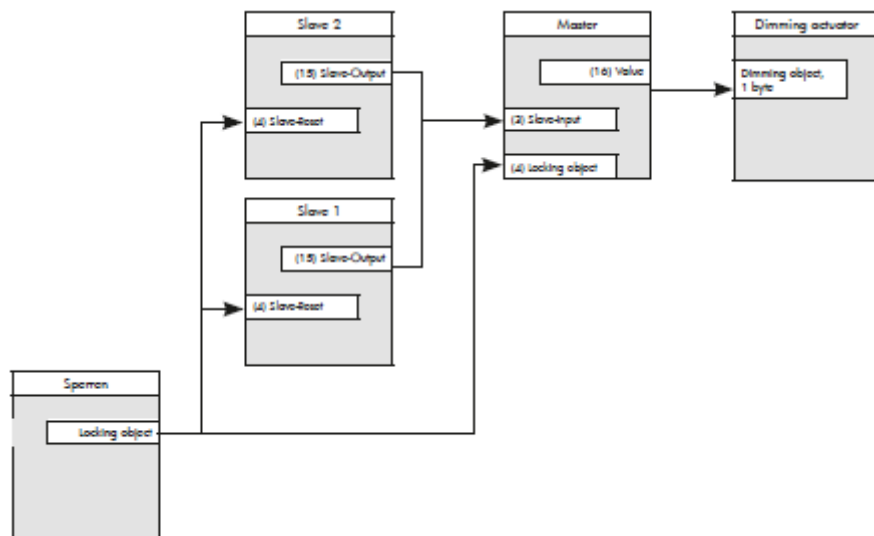 Slave 2
(15) Slave-Output
(4) Slave-Reset
Master
(16) Value
(3) Slave-Input
(4) Locking object
Dimming actuator
Dimming object,
1 byte
Slave 1
(15) Slave-Output
(4) Slave-Reset
Sperren
Locking object